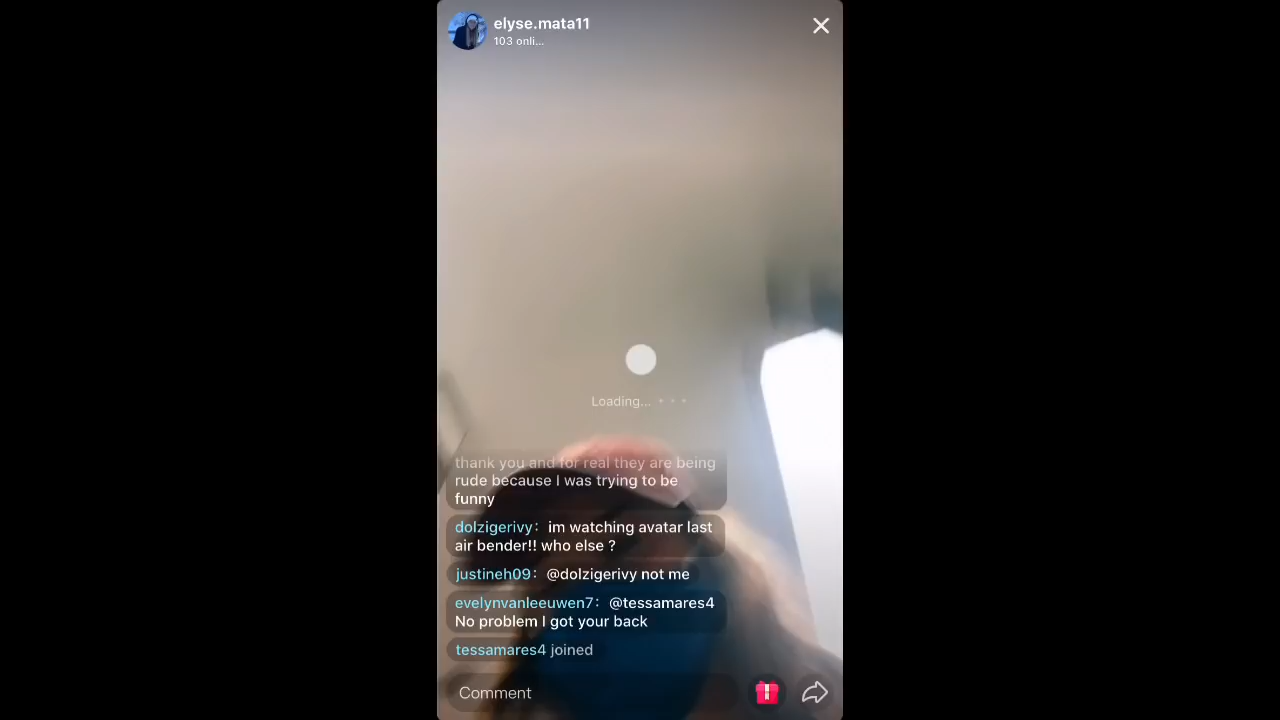 elyse.mata11
103 onli...
Loading...
thank you and for real they are being
rude because I was trying to be
funny
dolzigerivy: im watching avatar last
air bender!! who else ?
justineh09: @dolzigerivy not me
evelynvanleeuwen7: @tessamares4
No problem I got your back
tessamares4 joined
Comment